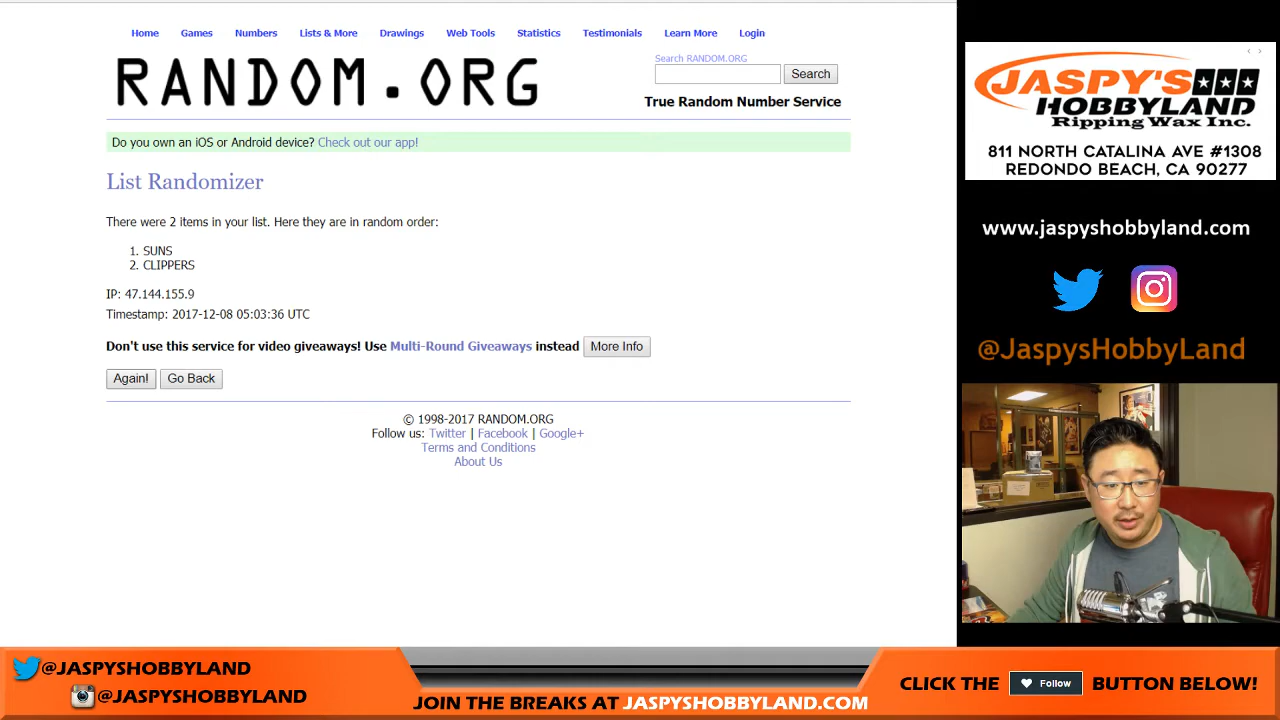 Home Games Numbers Lists & More Drawings Web Tools Statistics Testimonials Learn More Login
RANDOM.ORG
Search RANDOM.ORG
Search
True Random Number Service
Do you own an iOS or Android device? Check out our app!
List Randomizer
There were 2 items in your list. Here they are in random order:
1. SUNS
2. CLIPPERS
IP: 47.144.155.9
Timestamp: 2017-12-08 05:03:36 UTC
Don't use this service for video giveaways! Use Multi-Round Giveaways instead More Info
Again! Go Back
© 1998-2017 RANDOM.ORG
Follow us: Twitter | Facebook | Google+
Terms and Conditions
About Us
JASPY'S
HOBBYLAND
Ripping Wax Inc.
811 NORTH CATALINA AVE #1308
REDONDO BEACH, CA 90277
www.jaspyshobbyland.com
@JaspysHobbyLand
@JASPYSHOBBYLAND
@JASPYSHOBBYLAND
JOIN THE BREAKS AT JASPYSHOBBYLAND.COM
CLICK THE Follow BUTTON BELOW!